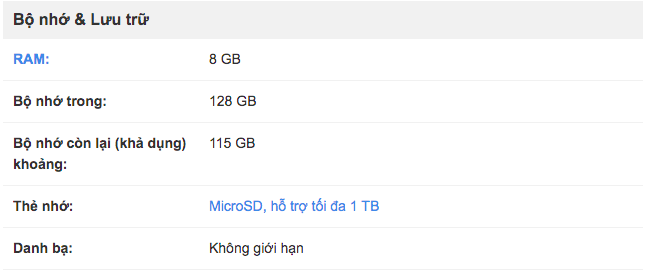 Bộ nhớ & Lưu trữ
RAM: 8 GB
Bộ nhớ trong: 128 GB
Bộ nhớ còn lại (khả dụng) 115 GB
khoảng:
Thẻ nhớ: MicroSD, hỗ trợ tối đa 1 TB
Danh bạ: Không giới hạn